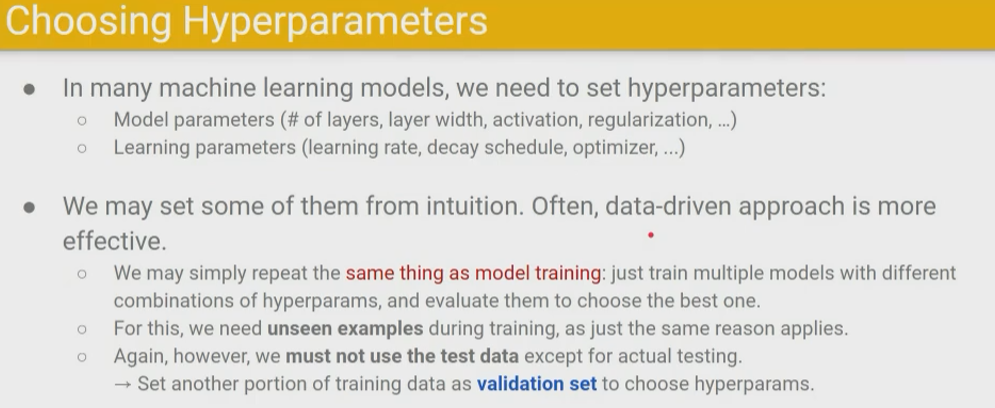 Choosing Hyperparameters
● In many machine learning models, we need to set hyperparameters:
○ Model parameters (# of layers, layer width, activation, regularization, …)
○ Learning parameters (learning rate, decay schedule, optimizer, ...)
● We may set some of them from intuition. Often, data-driven approach is more
effective.
○ We may simply repeat the same thing as model training: just train multiple models with different
combinations of hyperparams, and evaluate them to choose the best one.
○ For this, we need unseen examples during training, as just the same reason applies.
○ Again, however, we must not use the test data except for actual testing.
→ Set another portion of training data as validation set to choose hyperparams.